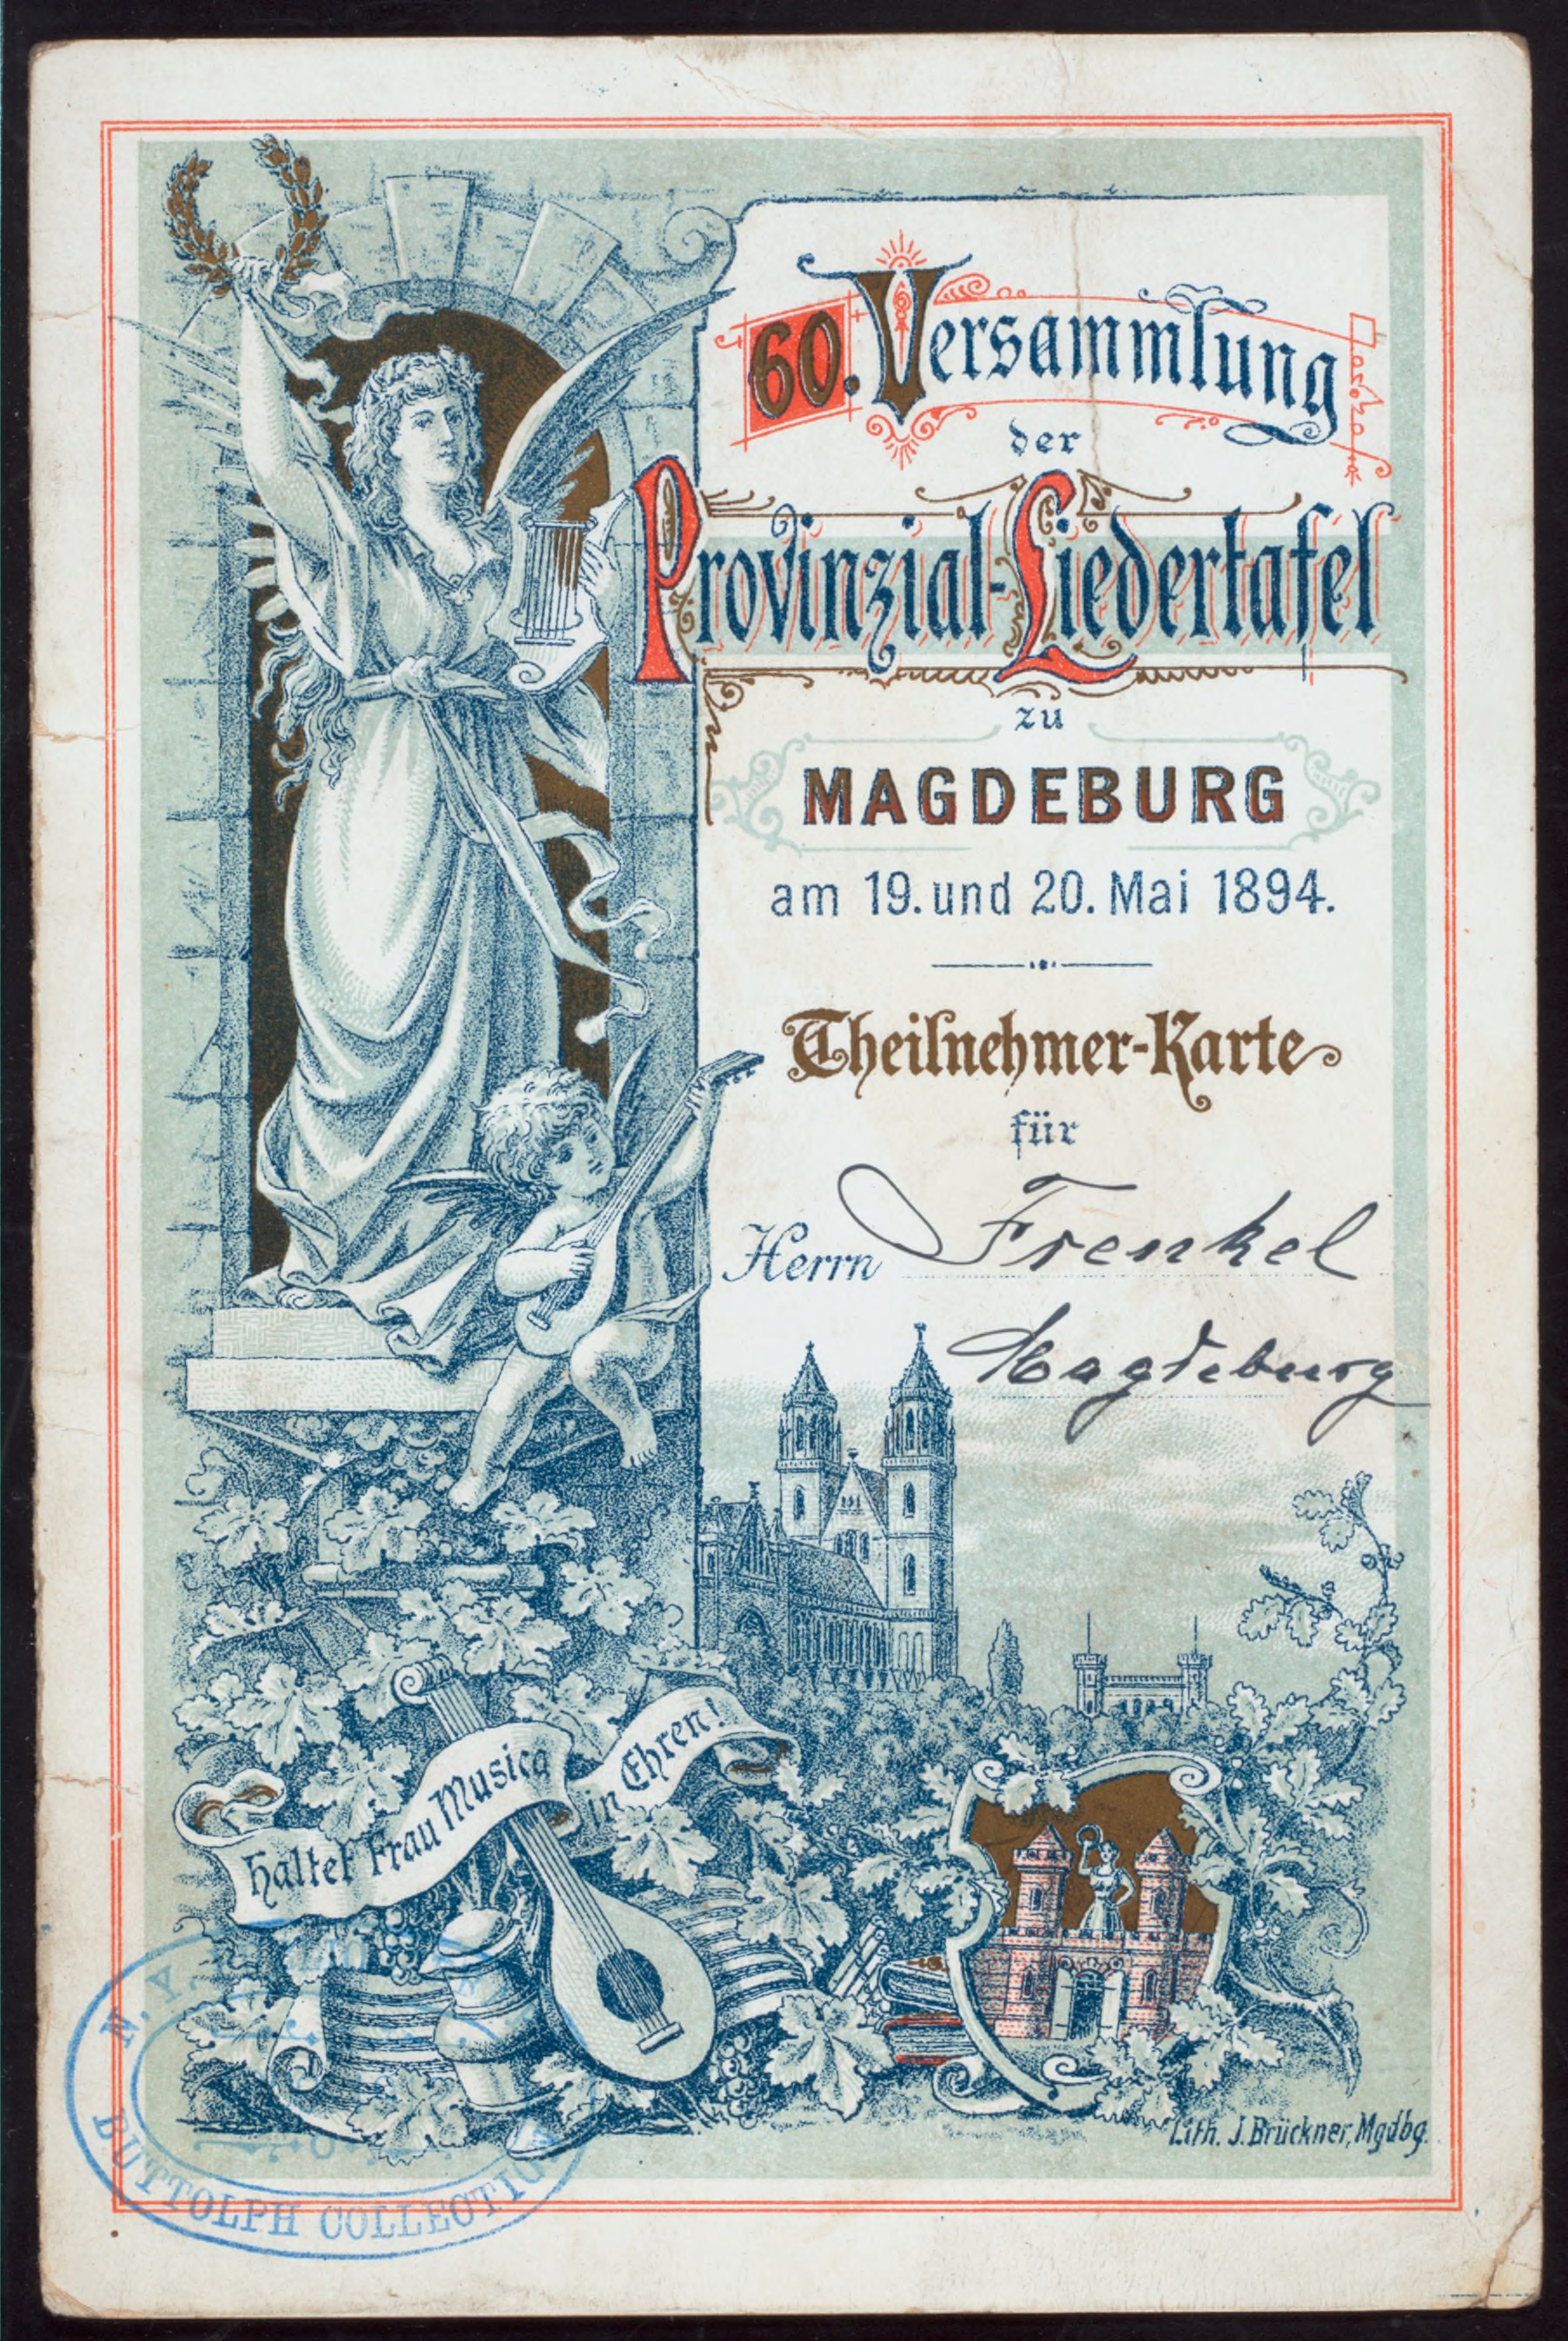 60. Versammlung
der
Provinzial-Liedertafel
zu
MAGDEBURG
am 19. und 20. Mai 1894.
Theilnehmer-Karte
für
Herrn Frenkel
Magdeburg
Haltet Frau Musica in Ehren!
Lith. J. Brückner, Mgdbg.
BUTTOLPH COLLECTION